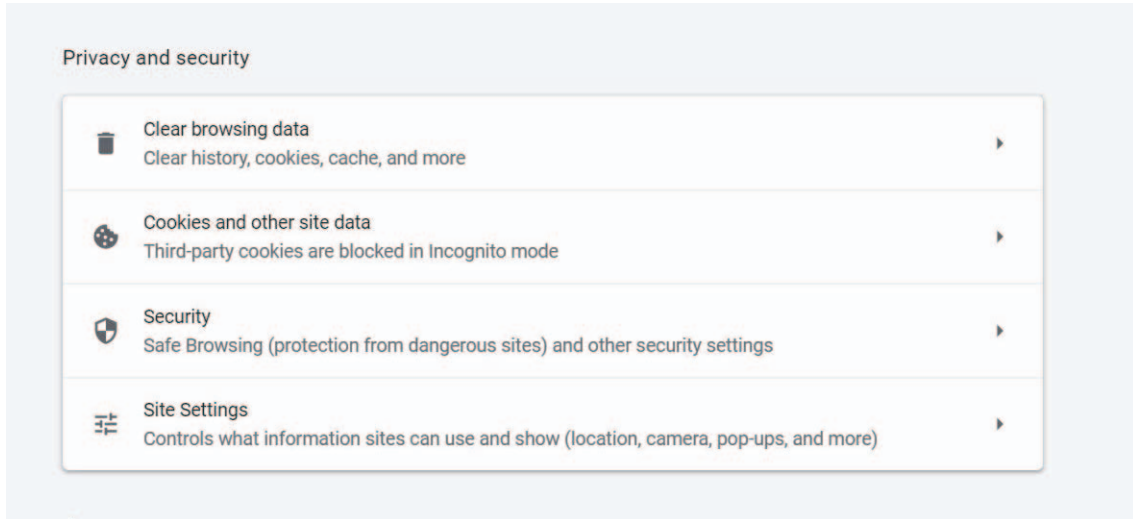 Privacy and security
Clear browsing data
Clear history, cookies, cache, and more
Cookies and other site data
Third-party cookies are blocked in Incognito mode
Security
Safe Browsing (protection from dangerous sites) and other security settings
Site Settings
Controls what information sites can use and show (location, camera, pop-ups, and more)